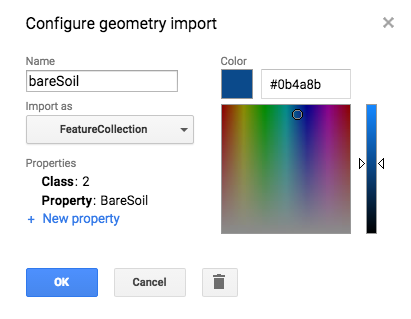 Configure geometry import
Name
Color
bareSoil
#0b4a8b
Import as
FeatureCollection
Properties
Class: 2
Property: BareSoil
+ New property
OK
Cancel